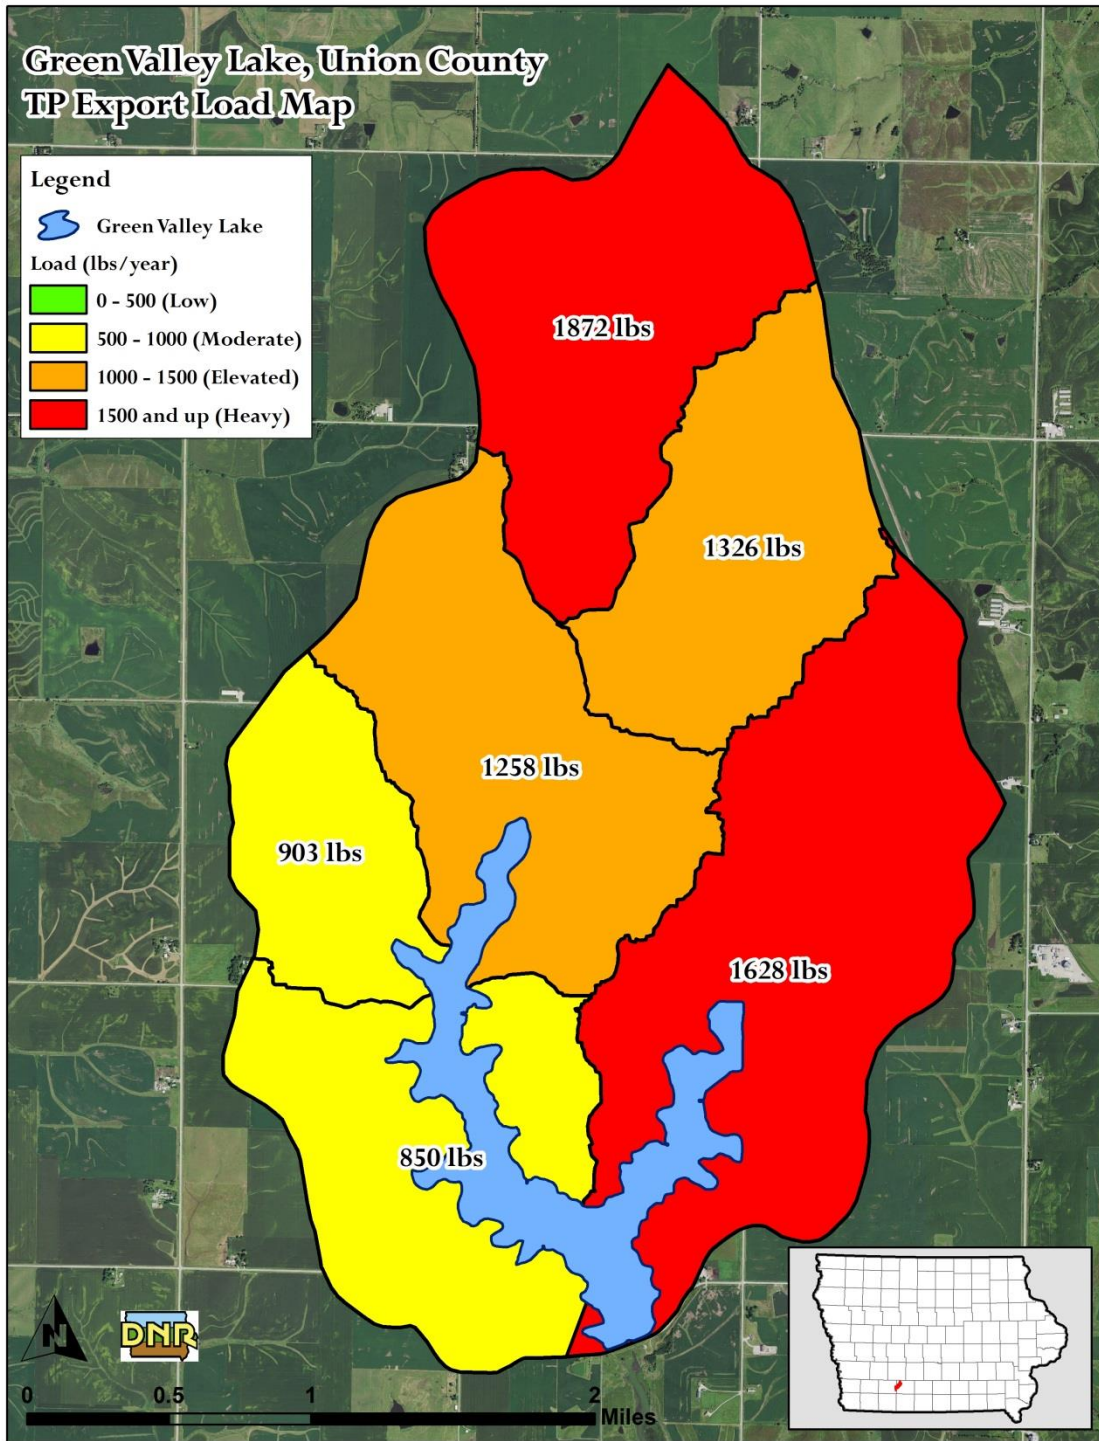 Green Valley Lake, Union County
TP Export Load Map
Legend
Green Valley Lake
Load (lbs/year)
0 - 500 (Low)
500 - 1000 (Moderate)
1000 - 1500 (Elevated)
1500 and up (Heavy)
1872 lbs
1326 lbs
1258 lbs
903 lbs
1628 lbs
850 lbs
N
DNR
0 0.5 1 2
Miles